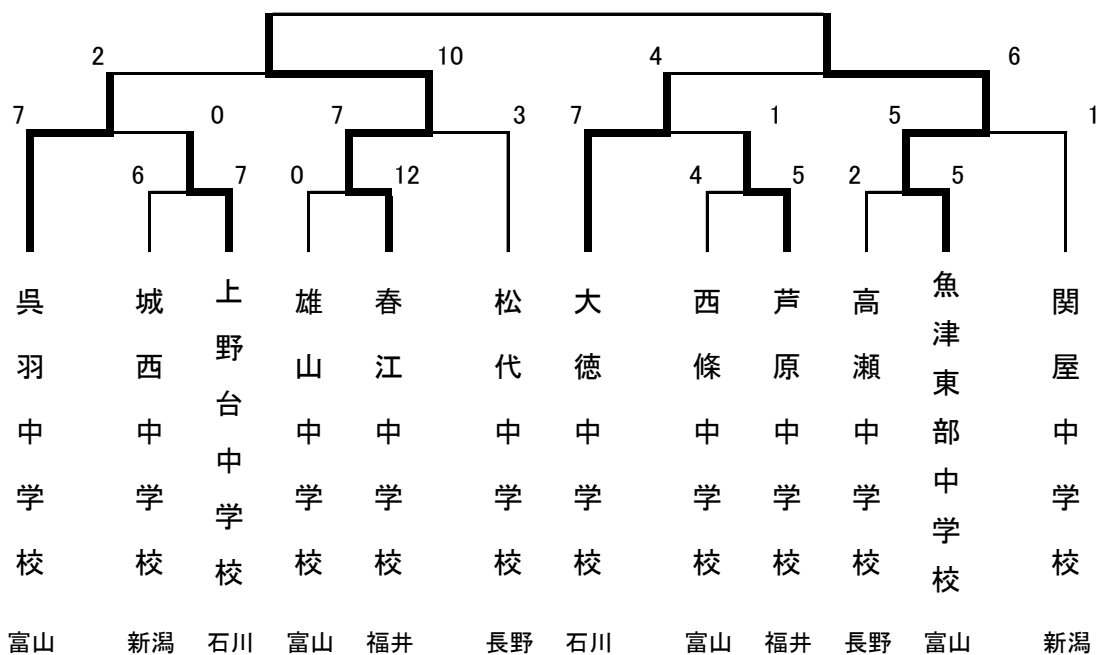 2
10
4
6
7
0
7
3
7
1
5
1
6
7
0
12
4
5
2
5
呉羽中学校
城西中学校
上野台中学校
雄山中学校
春江中学校
松代中学校
大徳中学校
西條中学校
芦原中学校
高瀬中学校
魚津東部中学校
関屋中学校
富山
新潟
石川
富山
福井
長野
石川
富山
福井
長野
富山
新潟